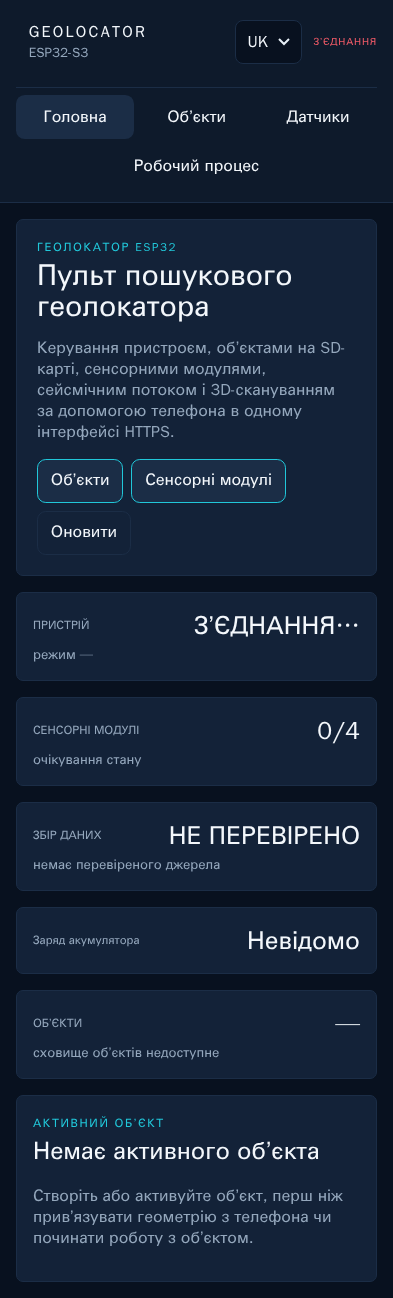 GEOLOCATOR
ESP32-S3
UK
З'ЄДНАННЯ
Головна
Об'єкти
Датчики
Робочий процес
ГЕОЛОКАТОР ESP32
Пульт пошукового
геолокатора
Керування пристроєм, об'єктами на SD-
карті, сенсорними модулями,
сейсмічним потоком і 3D-скануванням
за допомогою телефона в одному
інтерфейсі HTTPS.
Об'єкти
Сенсорні модулі
Оновити
ПРИСТРІЙ
З'ЄДНАННЯ…
режим —
СЕНСОРНІ МОДУЛІ
0/4
очікування стану
ЗБІР ДАНИХ
НЕ ПЕРЕВІРЕНО
немає перевіреного джерела
Заряд акумулятора
Невідомо
ОБ'ЄКТИ
—
сховище об'єктів недоступне
АКТИВНИЙ ОБ'ЄКТ
Немає активного об'єкта
Створіть або активуйте об'єкт, перш ніж
прив'язувати геометрію з телефона чи
починати роботу з об'єктом.